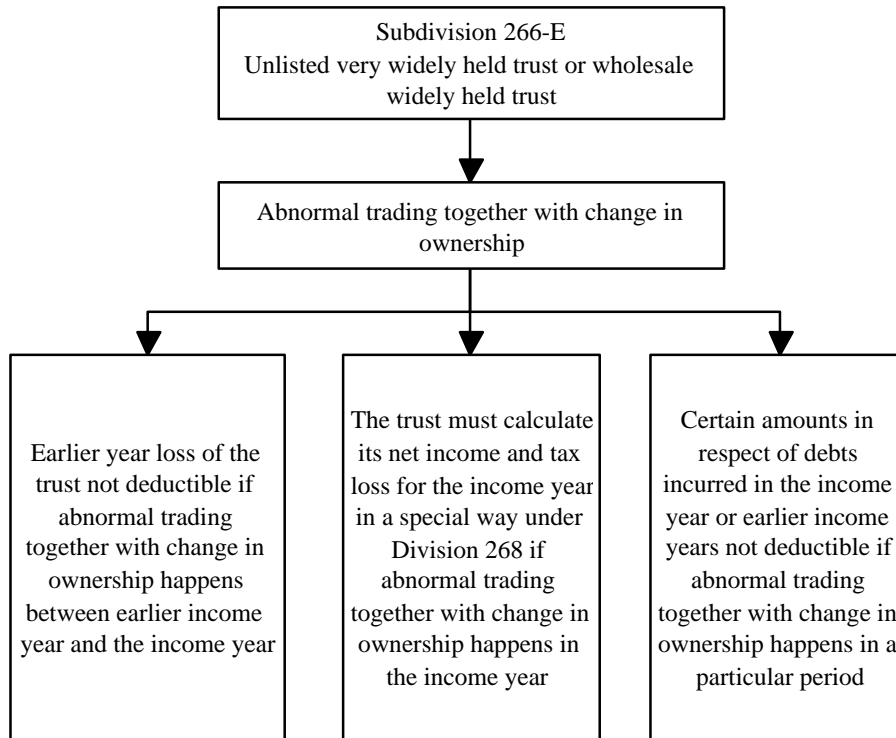 Subdivision 266-E
Unlisted very widely held trust or wholesale
widely held trust
Abnormal trading together with change in
ownership
Earlier year loss of the
trust not deductible if
abnormal trading
together with change in
ownership happens
between earlier income
year and the income year
The trust must calculate
its net income and tax
loss for the income year
in a special way under
Division 268 if
abnormal trading
together with change in
ownership happens in
the income year
Certain amounts in
respect of debts
incurred in the income
year or earlier income
years not deductible if
abnormal trading
together with change in
ownership happens in a
particular period